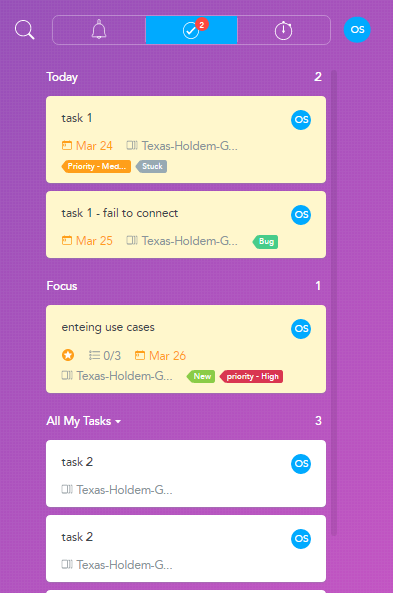 2
OS
Today 2
task 1 OS
Mar 24 Texas-Holdem-G...
Priority - Med... Stuck
task 1 - fail to connect OS
Mar 25 Texas-Holdem-G... Bug
Focus 1
enteing use cases OS
0/3 Mar 26
Texas-Holdem-G... New priority - High
All My Tasks 3
task 2 OS
Texas-Holdem-G...
task 2 OS
Texas-Holdem-G...